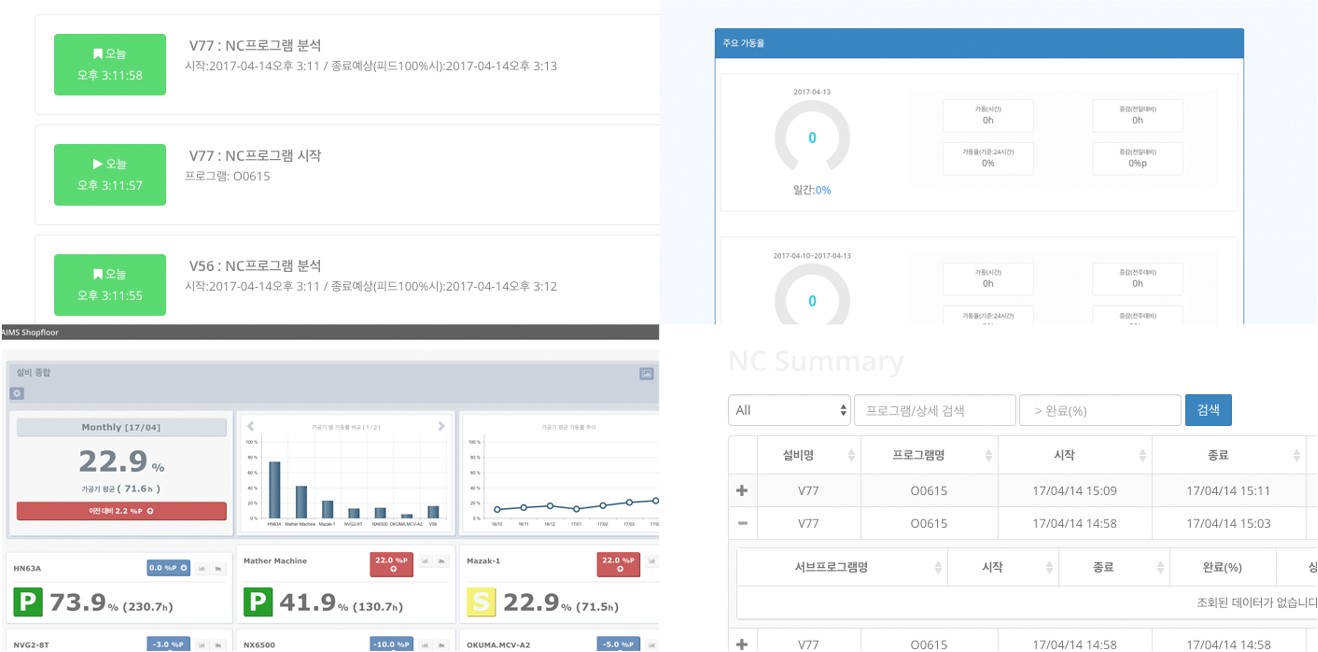 오늘
오후 3:11:58
V77 : NC프로그램 분석
시작:2017-04-14오후 3:11 / 종료예상(피드100%시):2017-04-14오후 3:13
오늘
오후 3:11:57
V77 : NC프로그램 시작
프로그램: O0615
오늘
오후 3:11:55
V56 : NC프로그램 분석
시작:2017-04-14오후 3:11 / 종료예상(피드100%시):2017-04-14오후 3:12
주요 가동율
2017-04-13
0
일간:0%
가동(시간)
0h
증감(전일대비)
0h
가동율(기준:24시간)
0%
증감(전일대비)
0%p
2017-04-10~2017-04-13
0
가동(시간)
0h
증감(전주대비)
0h
가동율(기준:24시간)
증감(전주대비)
AIMS Shopfloor
설비 종합
Monthly [17/04]
22.9 %
가공기 평균 ( 71.6h )
이전 대비 2.2 %P
가공기 별 가동률 비교 [ 1 / 2 ]
100 %
80 %
60 %
40 %
20 %
0 %
HN63A Mather Machine Mazak-1 NVG2-8T NX6500 OKUMA.MCV-A2 V56
가공기 평균 가동률 추이
100 %
80 %
60 %
40 %
20 %
0 %
16/10 16/11 16/12 17/01 17/02 17/03
HN63A
0.0 %P
P 73.9 % (230.7h)
Mather Machine
22.0 %P
P 41.9 % (130.7h)
Mazak-1
22.0 %P
S 22.9 % (71.5h)
NVG2-8T
-3.0 %P
NX6500
-10.0 %P
OKUMA.MCV-A2
-5.0 %P
NC Summary
All
프로그램/상세 검색
> 완료(%)
검색
설비명 프로그램명 시작 종료
V77 O0615 17/04/14 15:09 17/04/14 15:11
V77 O0615 17/04/14 14:58 17/04/14 15:03
서브프로그램명 시작 종료 완료(%)
조회된 데이터가 없습니다
V77 O0615 17/04/14 14:58 17/04/14 14:58